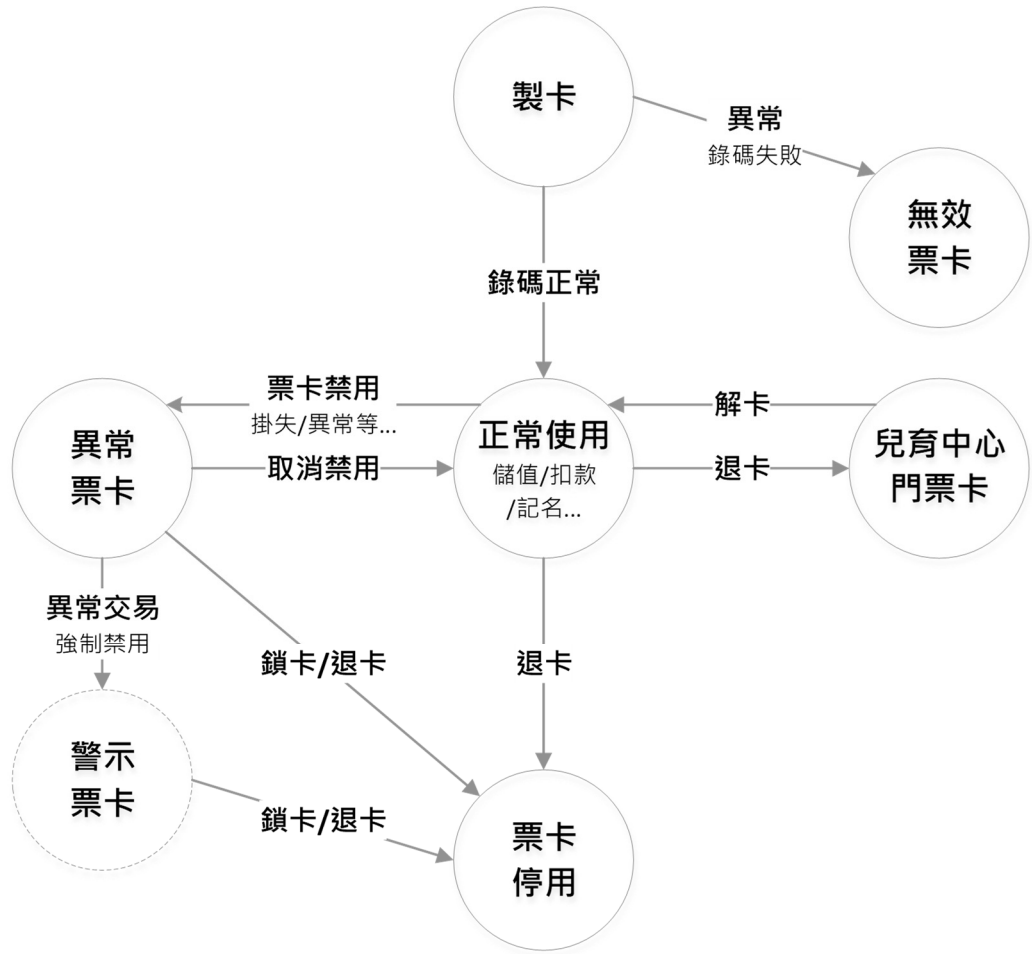 製卡
異常
錄碼失敗
無效
票卡
錄碼正常
票卡禁用
掛失/異常等...
取消禁用
異常
票卡
正常使用
儲值/扣款
/記名...
解卡
退卡
兒育中心
門票卡
異常交易
強制禁用
鎖卡/退卡
退卡
警示
票卡
鎖卡/退卡
票卡
停用